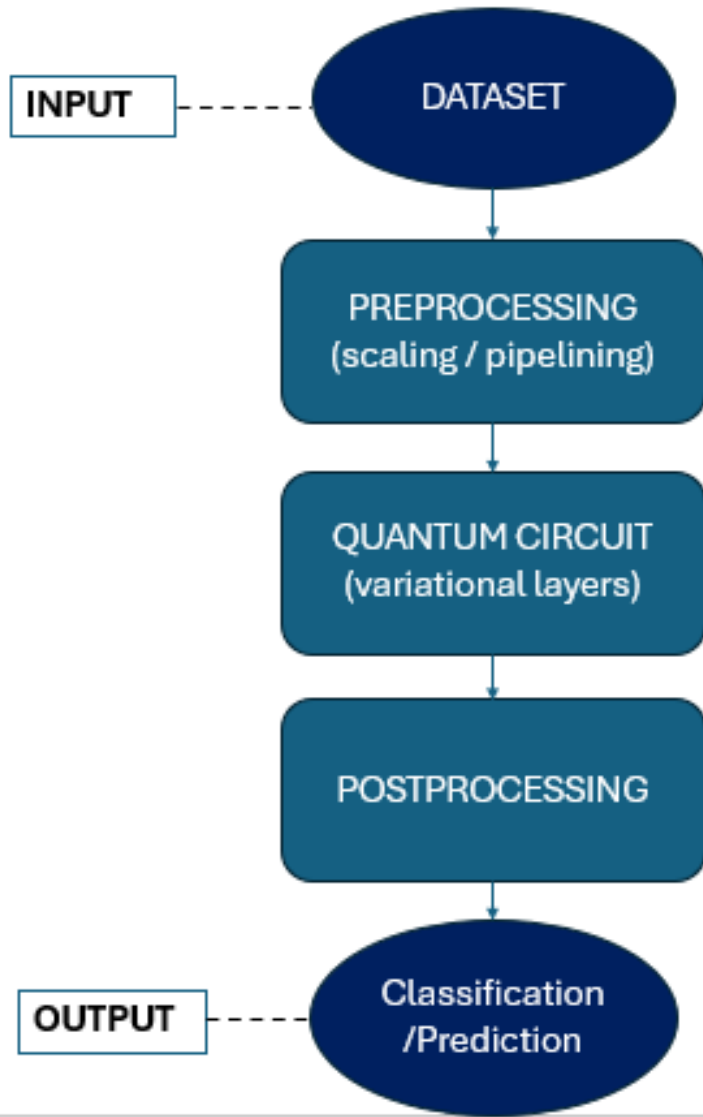 INPUT
DATASET
PREPROCESSING
(scaling / pipelining)
QUANTUM CIRCUIT
(variational layers)
POSTPROCESSING
OUTPUT
Classification
/Prediction